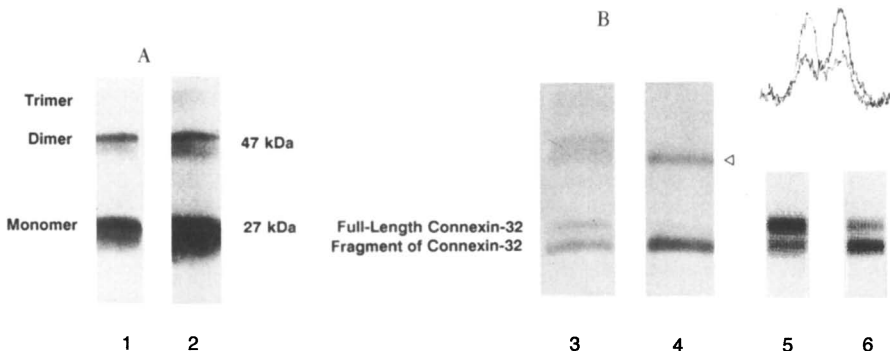 A
B
Trimer
Dimer
47 kDa
Monomer
27 kDa
Full-Length Connexin-32
Fragment of Connexin-32
1
2
3
4
5
6